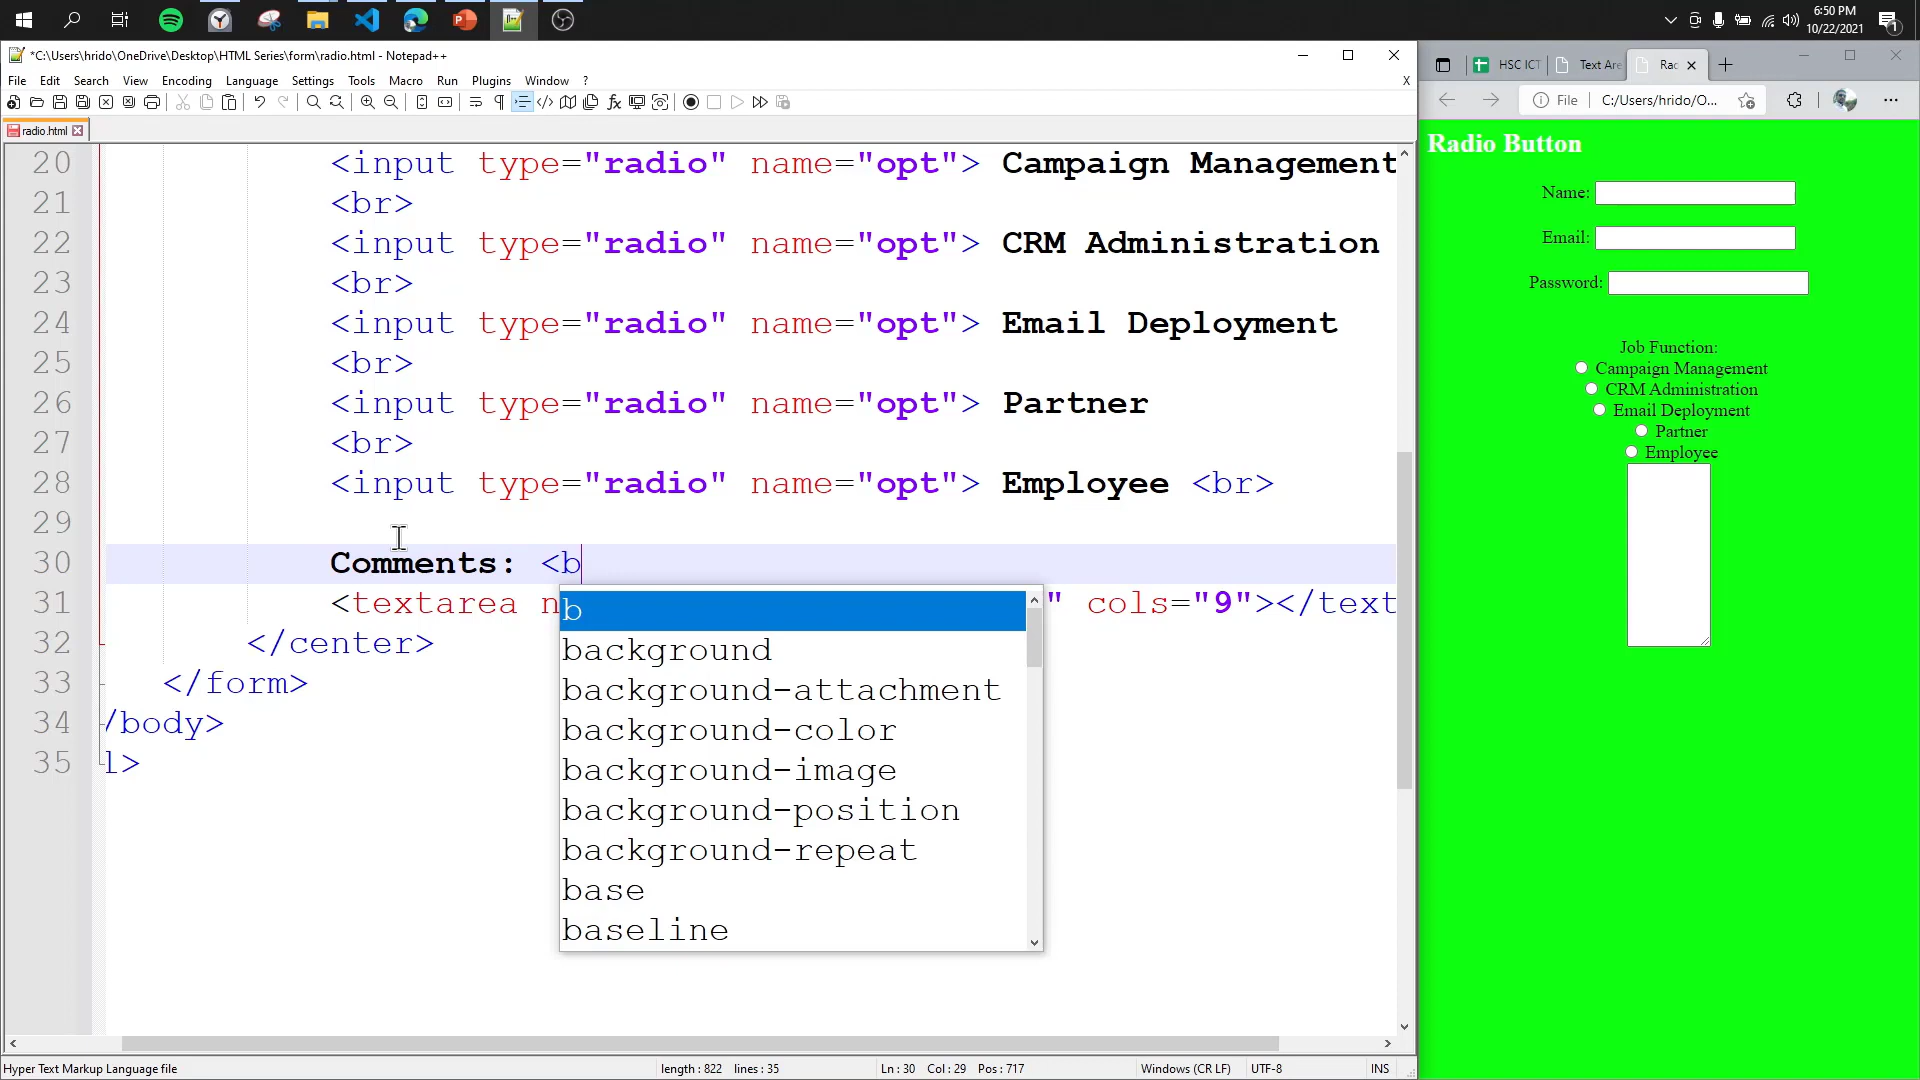 6:50 PM
10/22/2021
1
*C:\Users\hrido\OneDrive\Desktop\HTML Series\form\radio.html - Notepad++
File Edit Search View Encoding Language Settings Tools Macro Run Plugins Window ? X
radio.html
20 <input type="radio" name="opt"> Campaign Management
21 <br>
22 <input type="radio" name="opt"> CRM Administration
23 <br>
24 <input type="radio" name="opt"> Email Deployment
25 <br>
26 <input type="radio" name="opt"> Partner
27 <br>
28 <input type="radio" name="opt"> Employee <br>
29
30 Comments: <b
31 <textarea n " cols="9"></text
32 </center>
33 </form>
34 /body>
35 l>
b
background
background-attachment
background-color
background-image
background-position
background-repeat
base
baseline
Hyper Text Markup Language file length : 822 lines : 35 Ln : 30 Col : 29 Pos : 717 Windows (CR LF) UTF-8 INS
HSC ICT Text Are Rad
File C:/Users/hrido/O...
Radio Button
Name:
Email:
Password:
Job Function:
Campaign Management
CRM Administration
Email Deployment
Partner
Employee